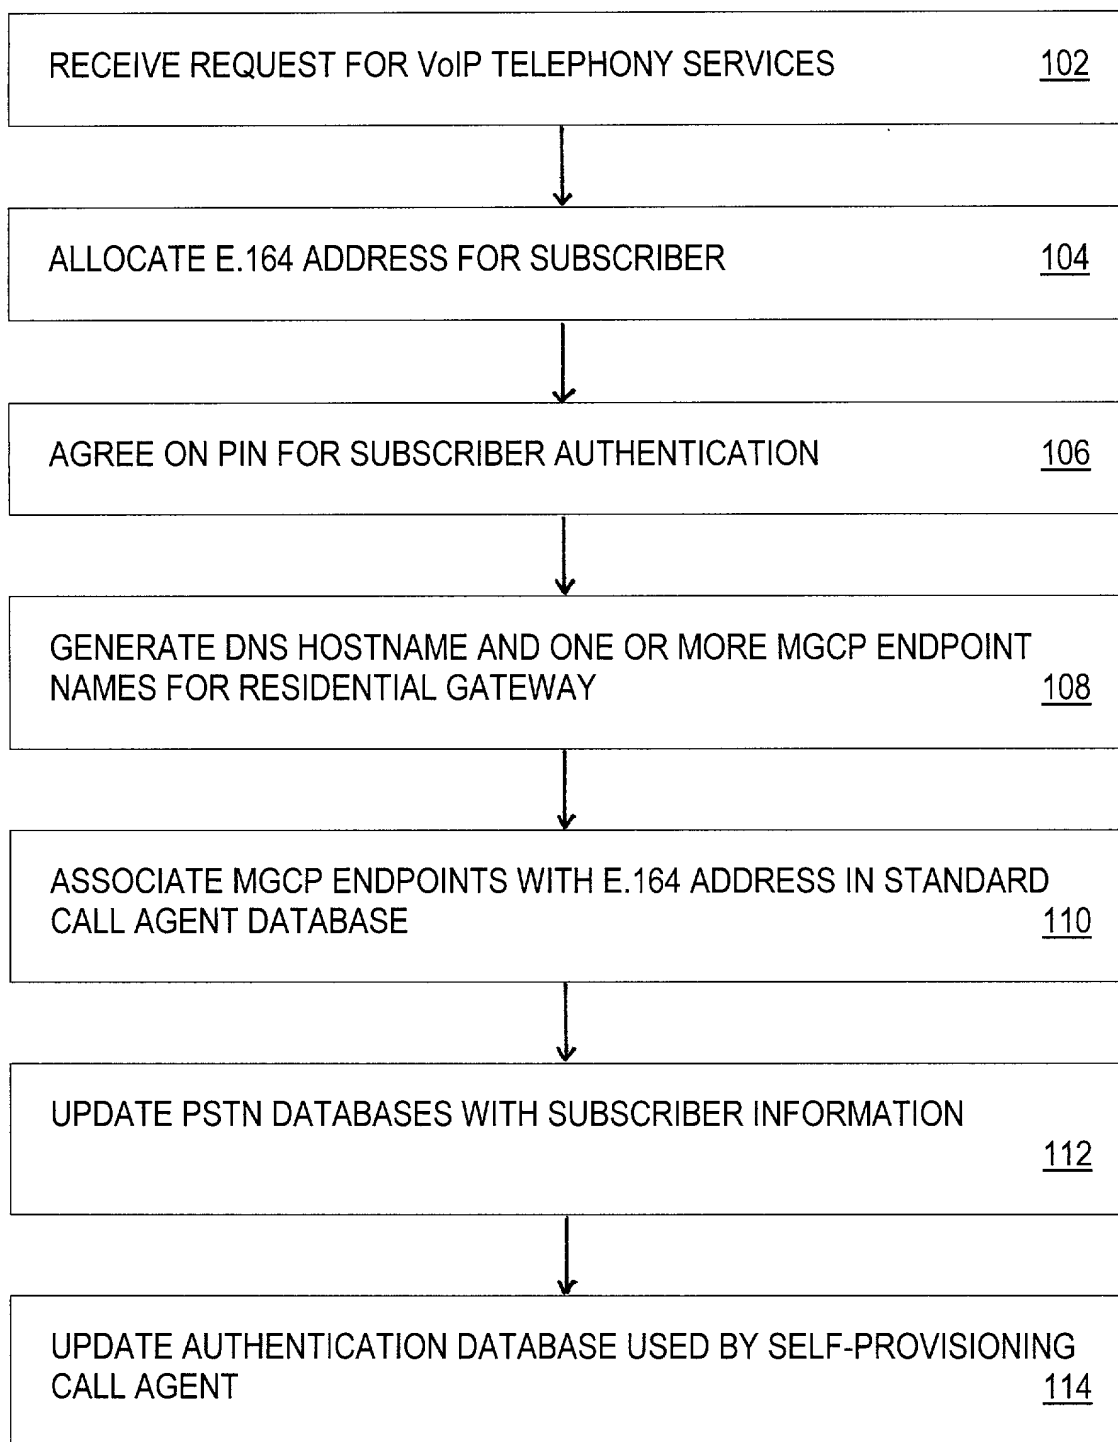 RECEIVE REQUEST FOR VoIP TELEPHONY SERVICES 102
ALLOCATE E.164 ADDRESS FOR SUBSCRIBER 104
AGREE ON PIN FOR SUBSCRIBER AUTHENTICATION 106
GENERATE DNS HOSTNAME AND ONE OR MORE MGCP ENDPOINT
NAMES FOR RESIDENTIAL GATEWAY 108
ASSOCIATE MGCP ENDPOINTS WITH E.164 ADDRESS IN STANDARD
CALL AGENT DATABASE 110
UPDATE PSTN DATABASES WITH SUBSCRIBER INFORMATION
112
UPDATE AUTHENTICATION DATABASE USED BY SELF-PROVISIONING
CALL AGENT 114